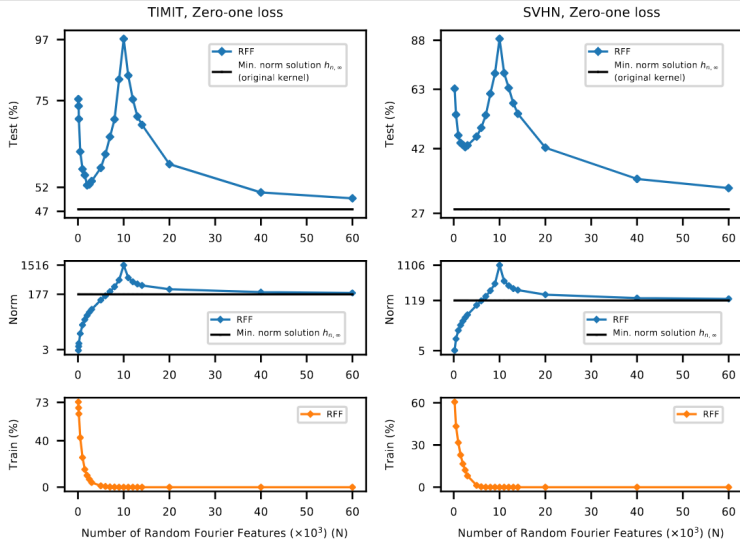 TIMIT, Zero-one loss
97
75
52
47
Test (%)
RFF
Min. norm solution hn,∞
(original kernel)
0 10 20 30 40 50 60
1516
177
3
Norm
RFF
Min. norm solution hn,∞
0 10 20 30 40 50 60
73
40
0
Train (%)
RFF
0 10 20 30 40 50 60
Number of Random Fourier Features (×10³) (N)
SVHN, Zero-one loss
88
63
42
27
Test (%)
RFF
Min. norm solution hn,∞
(original kernel)
0 10 20 30 40 50 60
1106
119
5
Norm
RFF
Min. norm solution hn,∞
0 10 20 30 40 50 60
60
30
0
Train (%)
RFF
0 10 20 30 40 50 60
Number of Random Fourier Features (×10³) (N)